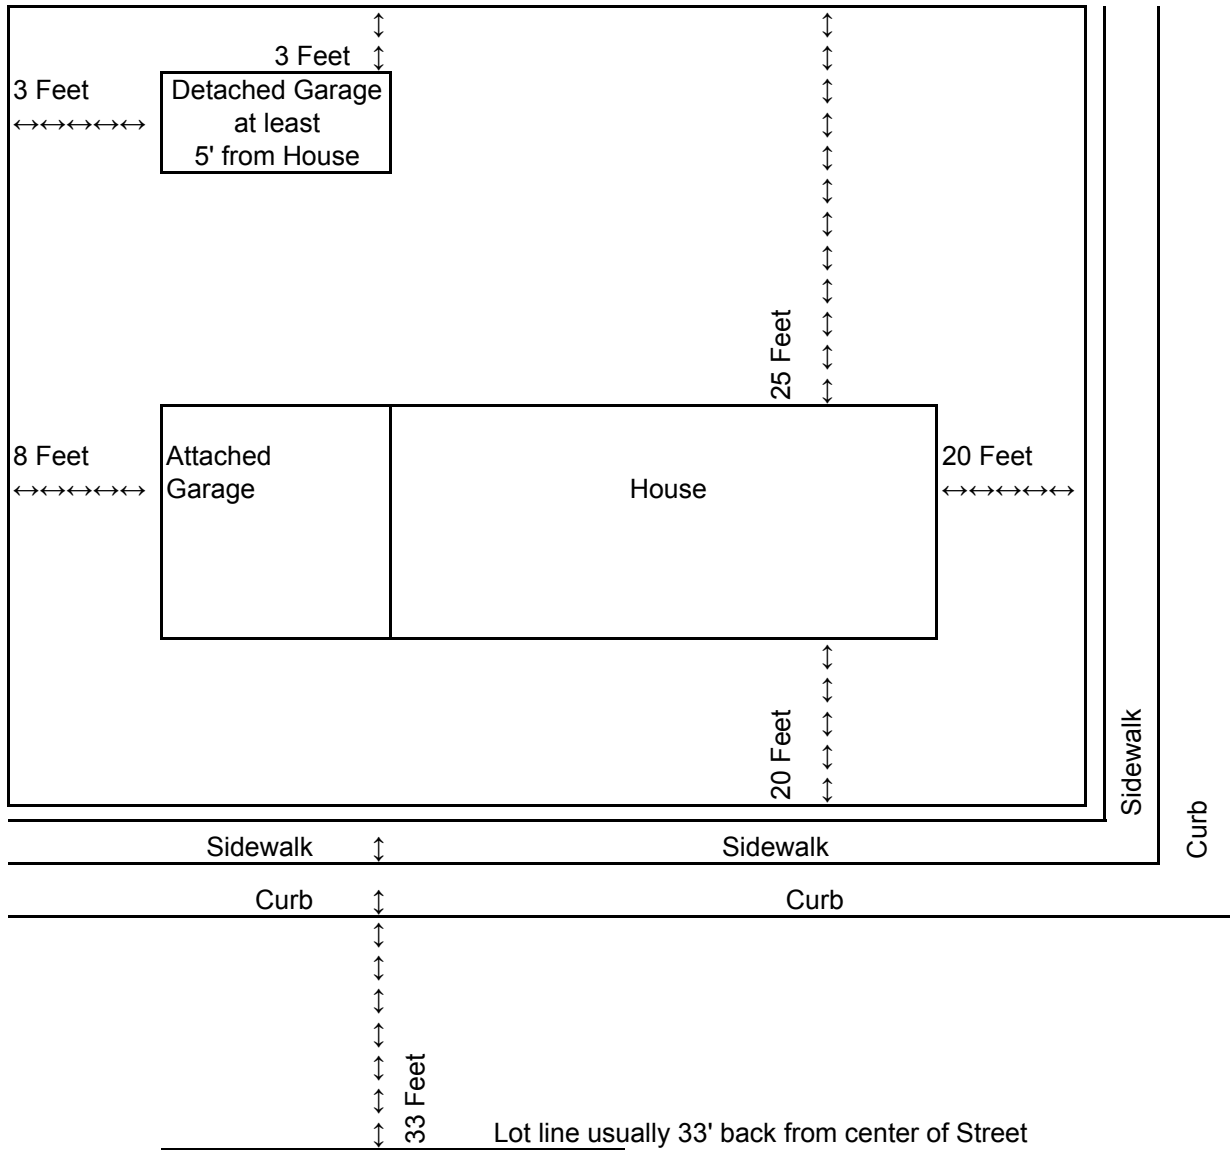 3 Feet
3 Feet
↔↔↔↔↔
Detached Garage
at least
5' from House
25 Feet
8 Feet
↔↔↔↔↔
Attached
Garage
House
20 Feet
↔↔↔↔↔
20 Feet
Sidewalk
Curb
Sidewalk
Sidewalk
Curb
Curb
33 Feet
Lot line usually 33' back from center of Street